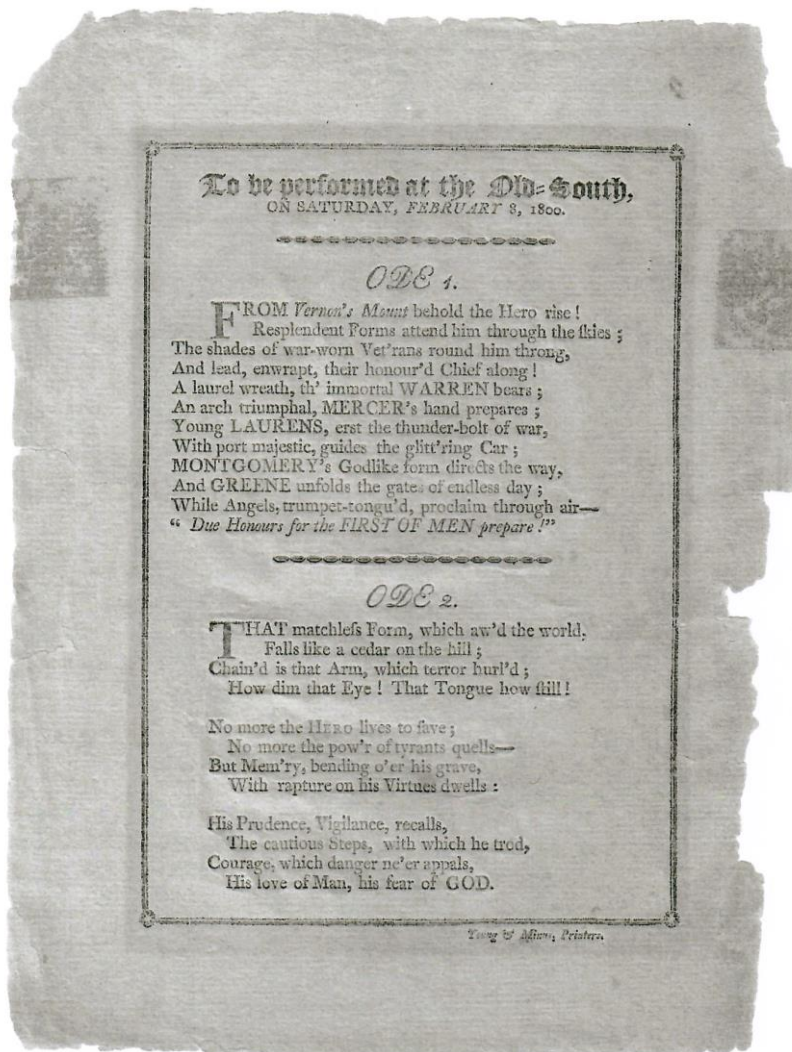 To be performed at the Old-South,
ON SATURDAY, FEBRUARY 8, 1800.
ODE 1.
FROM Vernon's Mount behold the Hero rise!
Resplendent Forms attend him through the ſkies;
The shades of war-worn Vet'rans round him throng,
And lead, enwrapt, their honour'd Chief along!
A laurel wreath, th' immortal WARREN bears;
An arch triumphal, MERCER's hand prepares;
Young LAURENS, erst the thunder-bolt of war,
With port majestic, guides the glitt'ring Car;
MONTGOMERY's Godlike form directs the way,
And GREENE unfolds the gates of endless day;
While Angels, trumpet-tongu'd, proclaim through air—
“ Due Honours for the FIRST OF MEN prepare!”
ODE 2.
THAT matchleſs Form, which aw'd the world,
Falls like a cedar on the hill;
Chain'd is that Arm, which terror hurl'd;
How dim that Eye! That Tongue how ſtill!
No more the HERO lives to ſave;
No more the pow'r of tyrants quells—
But Mem'ry, bending o'er his grave,
With rapture on his Virtues dwells:
His Prudence, Vigilance, recalls,
The cautious Steps, with which he trod,
Courage, which danger ne'er appals,
His love of Man, his fear of GOD.
Young & Minns, Printers.